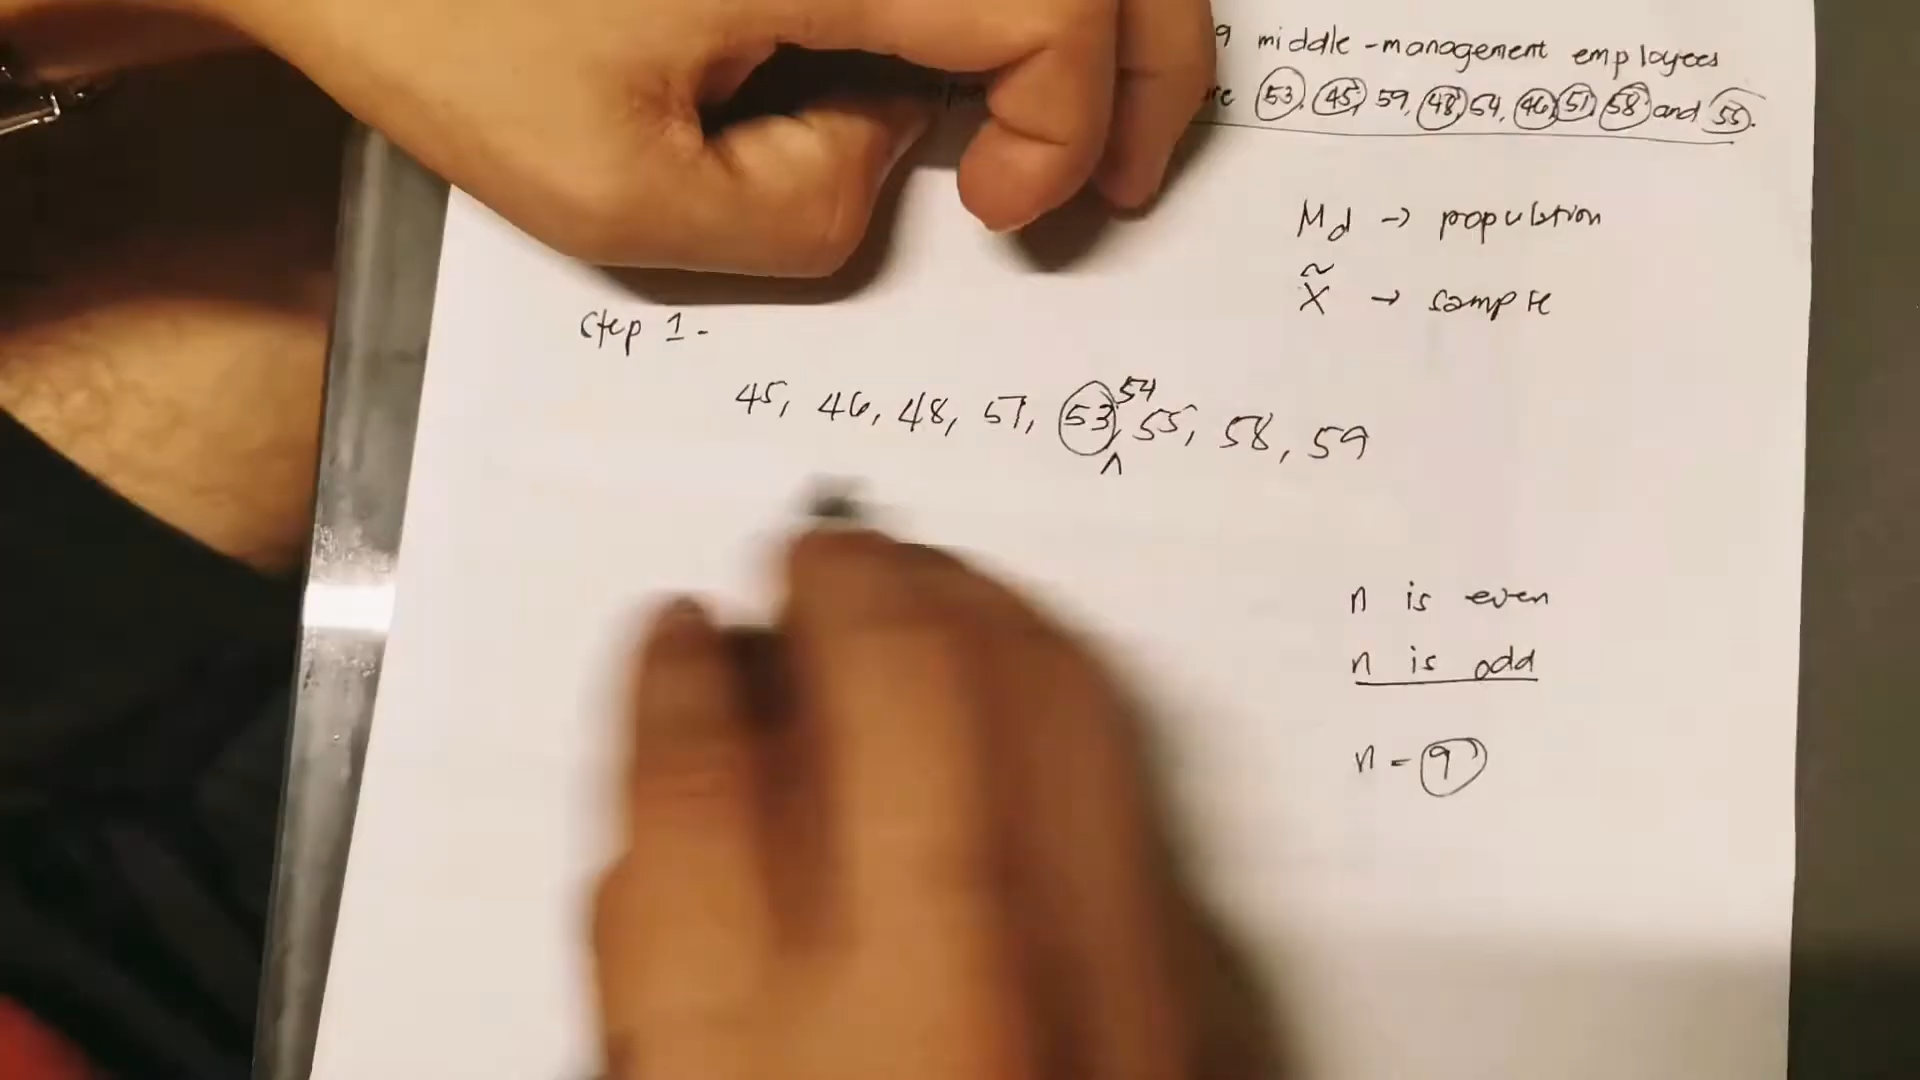 9 middle-management employees
53, 45, 59, 48, 54, 46, 51, 58 and 55.
Md → population
x̃ → sample
Step 1-
54
45, 46, 48, 51, 53, 55, 58, 59
^
n is even
n is odd
n = 9